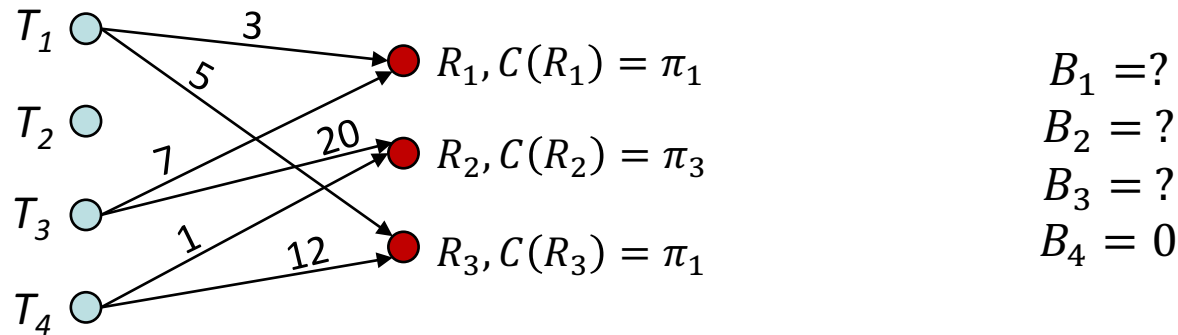 T1
T2
T3
T4
3
5
7
20
1
12
R1, C(R1) = π1
R2, C(R2) = π3
R3, C(R3) = π1
B1 =?
B2 = ?
B3 = ?
B4 = 0